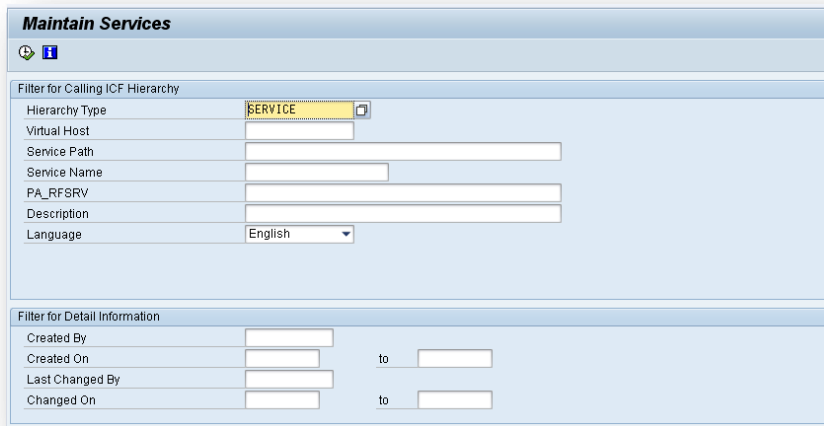 Maintain Services
Filter for Calling ICF Hierarchy
Hierarchy Type SERVICE
Virtual Host
Service Path
Service Name
PA_RFSRV
Description
Language English
Filter for Detail Information
Created By
Created On to
Last Changed By
Changed On to